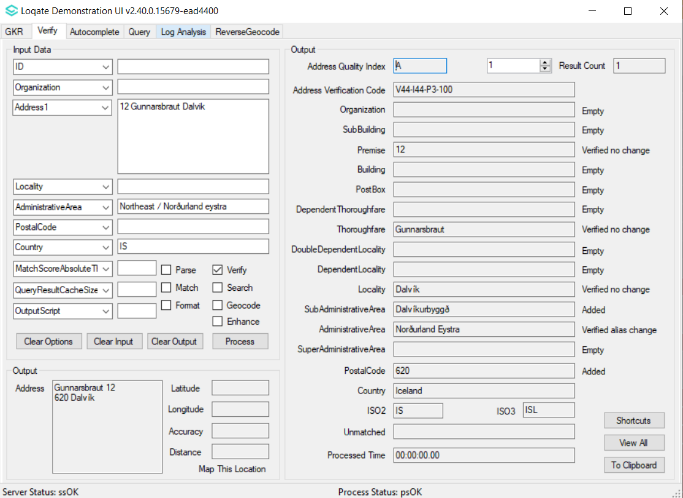 Loqate Demonstration UI v2.40.0.15679-ead4400
GKR Verify Autocomplete Query Log Analysis ReverseGeocode
Input Data
ID
Organization
Address1 12 Gunnarsbraut Dalvik
Locality
AdministrativeArea Northeast / Norðurland eystra
PostalCode
Country IS
MatchScoreAbsoluteTl Parse Verify
QueryResultCacheSize Match Search
OutputScript Format Geocode
Enhance
Clear Options Clear Input Clear Output Process
Output
Address Gunnarsbraut 12
620 Dalvík
Latitude
Longitude
Accuracy
Distance
Map This Location
Output
Address Quality Index A 1 Result Count 1
Address Verification Code V44-I44-P3-100
Organization Empty
SubBuilding Empty
Premise 12 Verified no change
Building Empty
PostBox Empty
DependentThoroughfare Empty
Thoroughfare Gunnarsbraut Verified no change
DoubleDependentLocality Empty
DependentLocality Empty
Locality Dalvík Verified no change
SubAdministrativeArea Dalvíkurbyggð Added
AdministrativeArea Norðurland Eystra Verified alias change
SuperAdministrativeArea Empty
PostalCode 620 Added
Country Iceland
ISO2 IS ISO3 ISL
Unmatched
Processed Time 00:00:00.00
Shortcuts
View All
To Clipboard
Server Status: ssOK Process Status: psOK